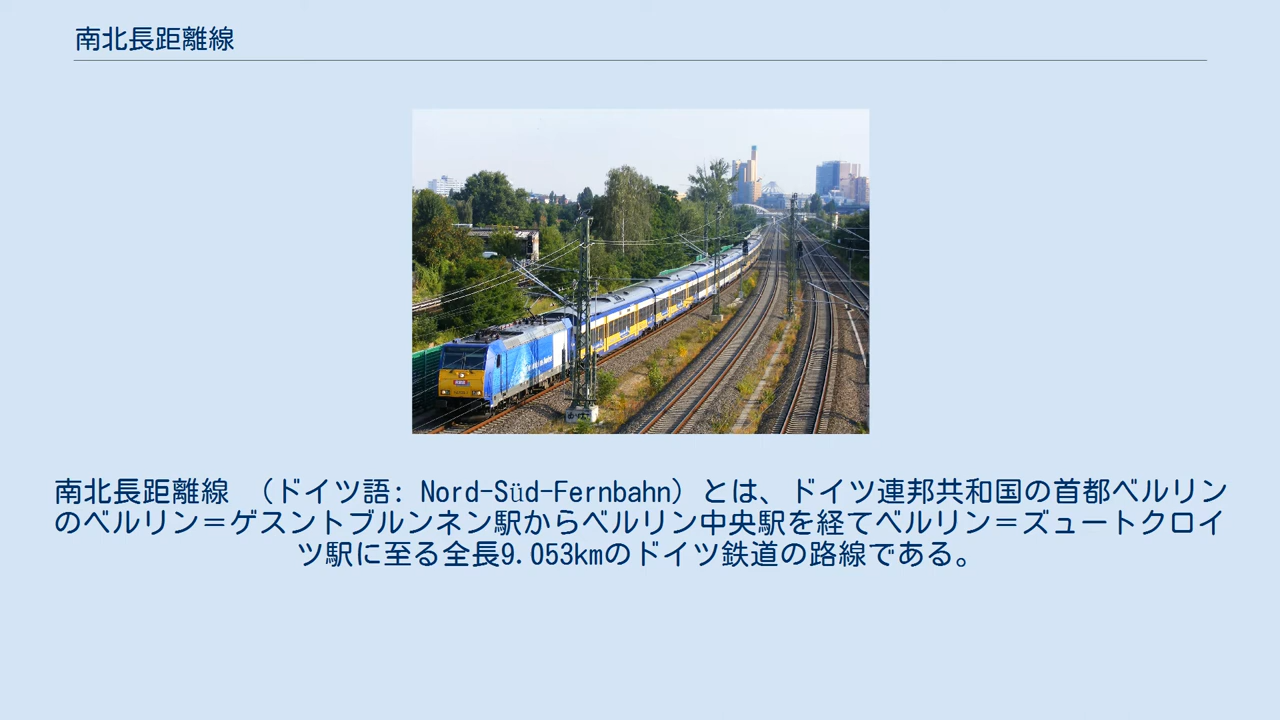 南北長距離線
南北長距離線 （ドイツ語: Nord-Süd-Fernbahn）とは、ドイツ連邦共和国の首都ベルリン
のベルリン＝ゲスントブルンネン駅からベルリン中央駅を経てベルリン＝ズュートクロイ
ツ駅に至る全長9.053kmのドイツ鉄道の路線である。